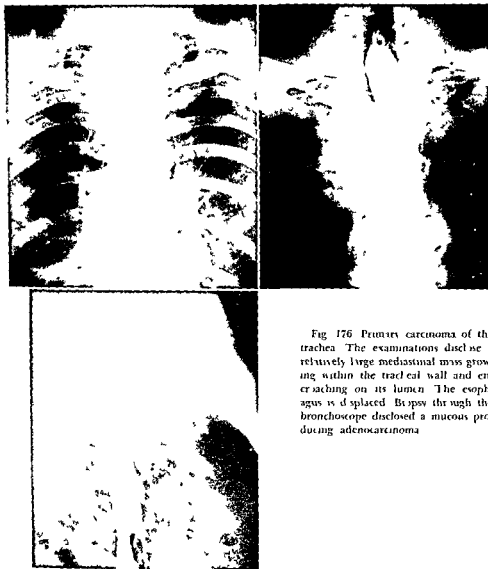 Fig 176 Primary carcinoma of the
trachea The examinations disclose
relatively large mediastinal mass grow
ing within the tracheal wall and en
croaching on its lumen The esoph
agus is displaced Biopsy through the
bronchoscope disclosed a mucous pro
ducing adenocarcinoma